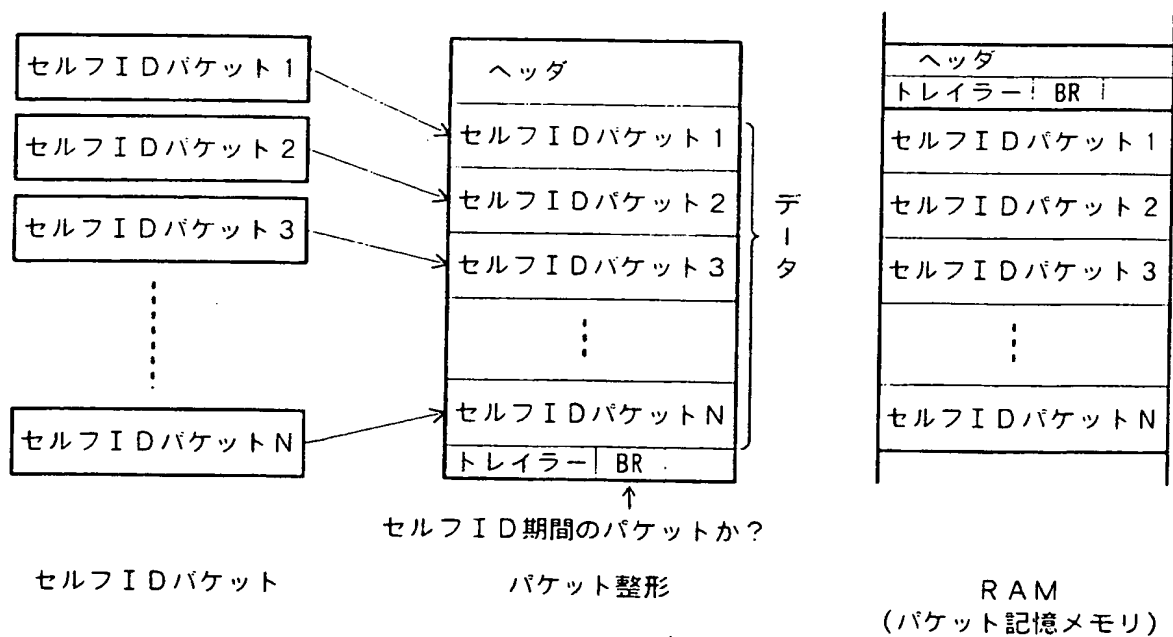 セルフIDパケット1
セルフIDパケット2
セルフIDパケット3
セルフIDパケットN
セルフIDパケット
ヘッダ
セルフIDパケット1
セルフIDパケット2
セルフIDパケット3
セルフIDパケットN
トレイラー BR
データ
セルフID期間のパケットか?
パケット整形
ヘッダ
トレイラー BR
セルフIDパケット1
セルフIDパケット2
セルフIDパケット3
セルフIDパケットN
RAM
(パケット記憶メモリ)